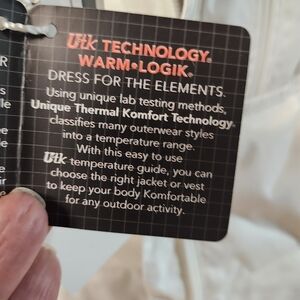 Utk TECHNOLOGY®
WARM•LOGIK®
DRESS FOR THE ELEMENTS.
Using unique lab testing methods,
Unique Thermal Komfort Technology®
classifies many outerwear styles
into a temperature range.
With this easy to use
Utk temperature guide, you can
choose the right jacket or vest
to keep your body Komfortable
for any outdoor activity.